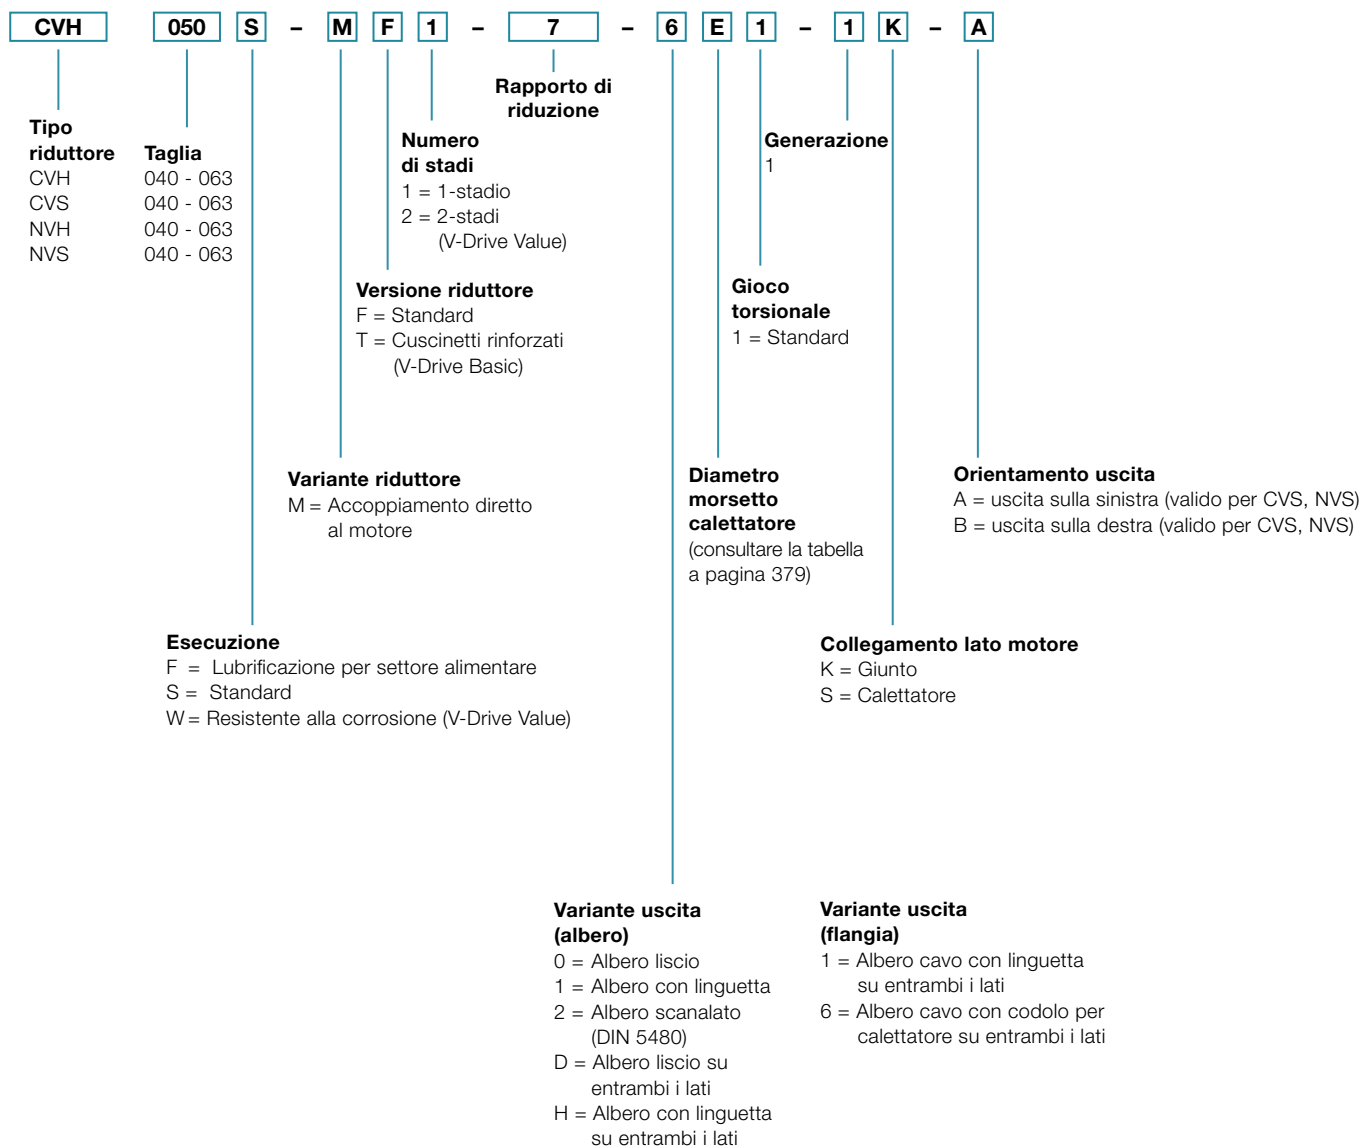 CVH 050 S – M F 1 – 7 – 6 E 1 – 1 K – A
Rapporto di
riduzione
Tipo
riduttore
CVH
CVS
NVH
NVS
Taglia
040 - 063
040 - 063
040 - 063
040 - 063
Numero
di stadi
1 = 1-stadio
2 = 2-stadi
(V-Drive Value)
Generazione
1
Versione riduttore
F = Standard
T = Cuscinetti rinforzati
(V-Drive Basic)
Gioco
torsionale
1 = Standard
Variante riduttore
M = Accoppiamento diretto
al motore
Diametro
morsetto
calettatore
(consultare la tabella
a pagina 379)
Orientamento uscita
A = uscita sulla sinistra (valido per CVS, NVS)
B = uscita sulla destra (valido per CVS, NVS)
Esecuzione
F = Lubrificazione per settore alimentare
S = Standard
W = Resistente alla corrosione (V-Drive Value)
Collegamento lato motore
K = Giunto
S = Calettatore
Variante uscita
(albero)
0 = Albero liscio
1 = Albero con linguetta
2 = Albero scanalato
(DIN 5480)
D = Albero liscio su
entrambi i lati
H = Albero con linguetta
su entrambi i lati
Variante uscita
(flangia)
1 = Albero cavo con linguetta
su entrambi i lati
6 = Albero cavo con codolo per
calettatore su entrambi i lati